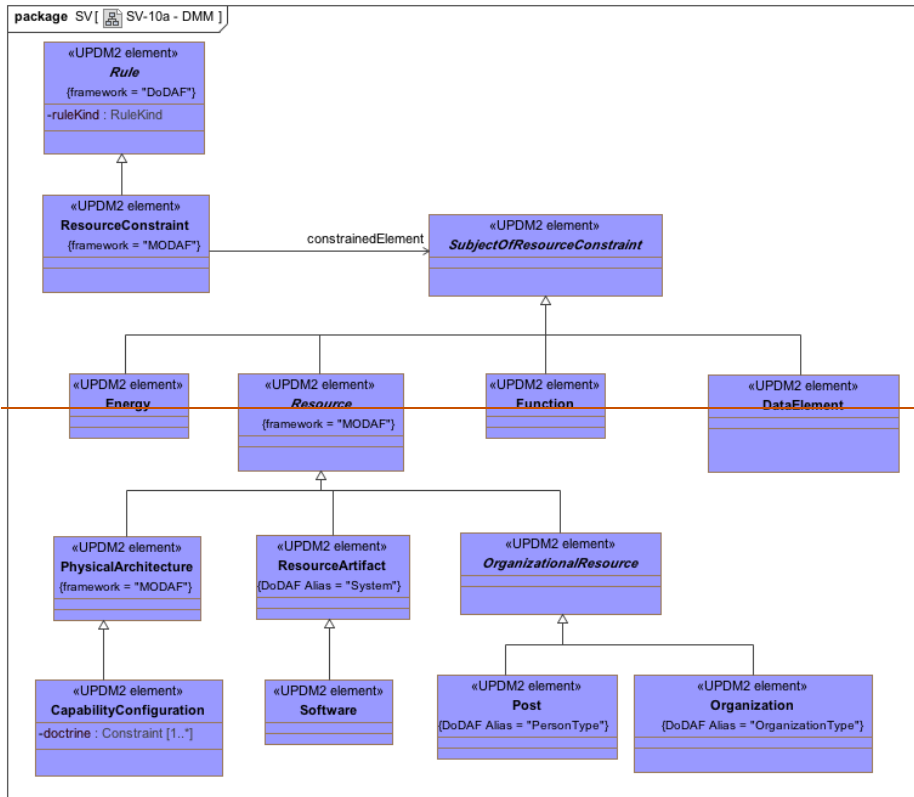 package SV[ SV-10a - DMM ]
«UPDM2 element»
Rule
{framework = "DoDAF"}
-ruleKind : RuleKind
«UPDM2 element»
ResourceConstraint
{framework = "MODAF"}
constrainedElement
«UPDM2 element»
SubjectOfResourceConstraint
«UPDM2 element»
Energy
«UPDM2 element»
Resource
{framework = "MODAF"}
«UPDM2 element»
Function
«UPDM2 element»
DataElement
«UPDM2 element»
PhysicalArchitecture
{framework = "MODAF"}
«UPDM2 element»
ResourceArtifact
{DoDAF Alias = "System"}
«UPDM2 element»
OrganizationalResource
«UPDM2 element»
CapabilityConfiguration
-doctrine : Constraint [1..*]
«UPDM2 element»
Software
«UPDM2 element»
Post
{DoDAF Alias = "PersonType"}
«UPDM2 element»
Organization
{DoDAF Alias = "OrganizationType"}